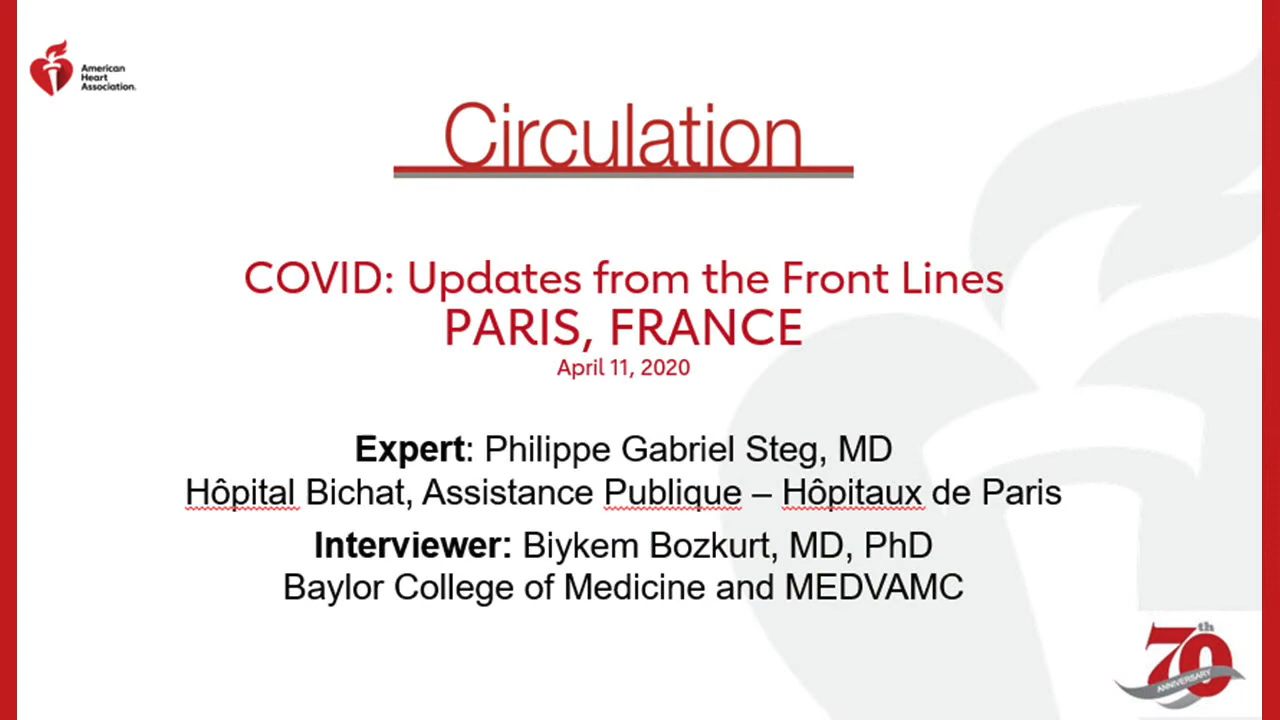 American
Heart
Association.
Circulation
COVID: Updates from the Front Lines
PARIS, FRANCE
April 11, 2020
Expert: Philippe Gabriel Steg, MD
Hôpital Bichat, Assistance Publique – Hôpitaux de Paris
Interviewer: Biykem Bozkurt, MD, PhD
Baylor College of Medicine and MEDVAMC
70th
ANNIVERSARY